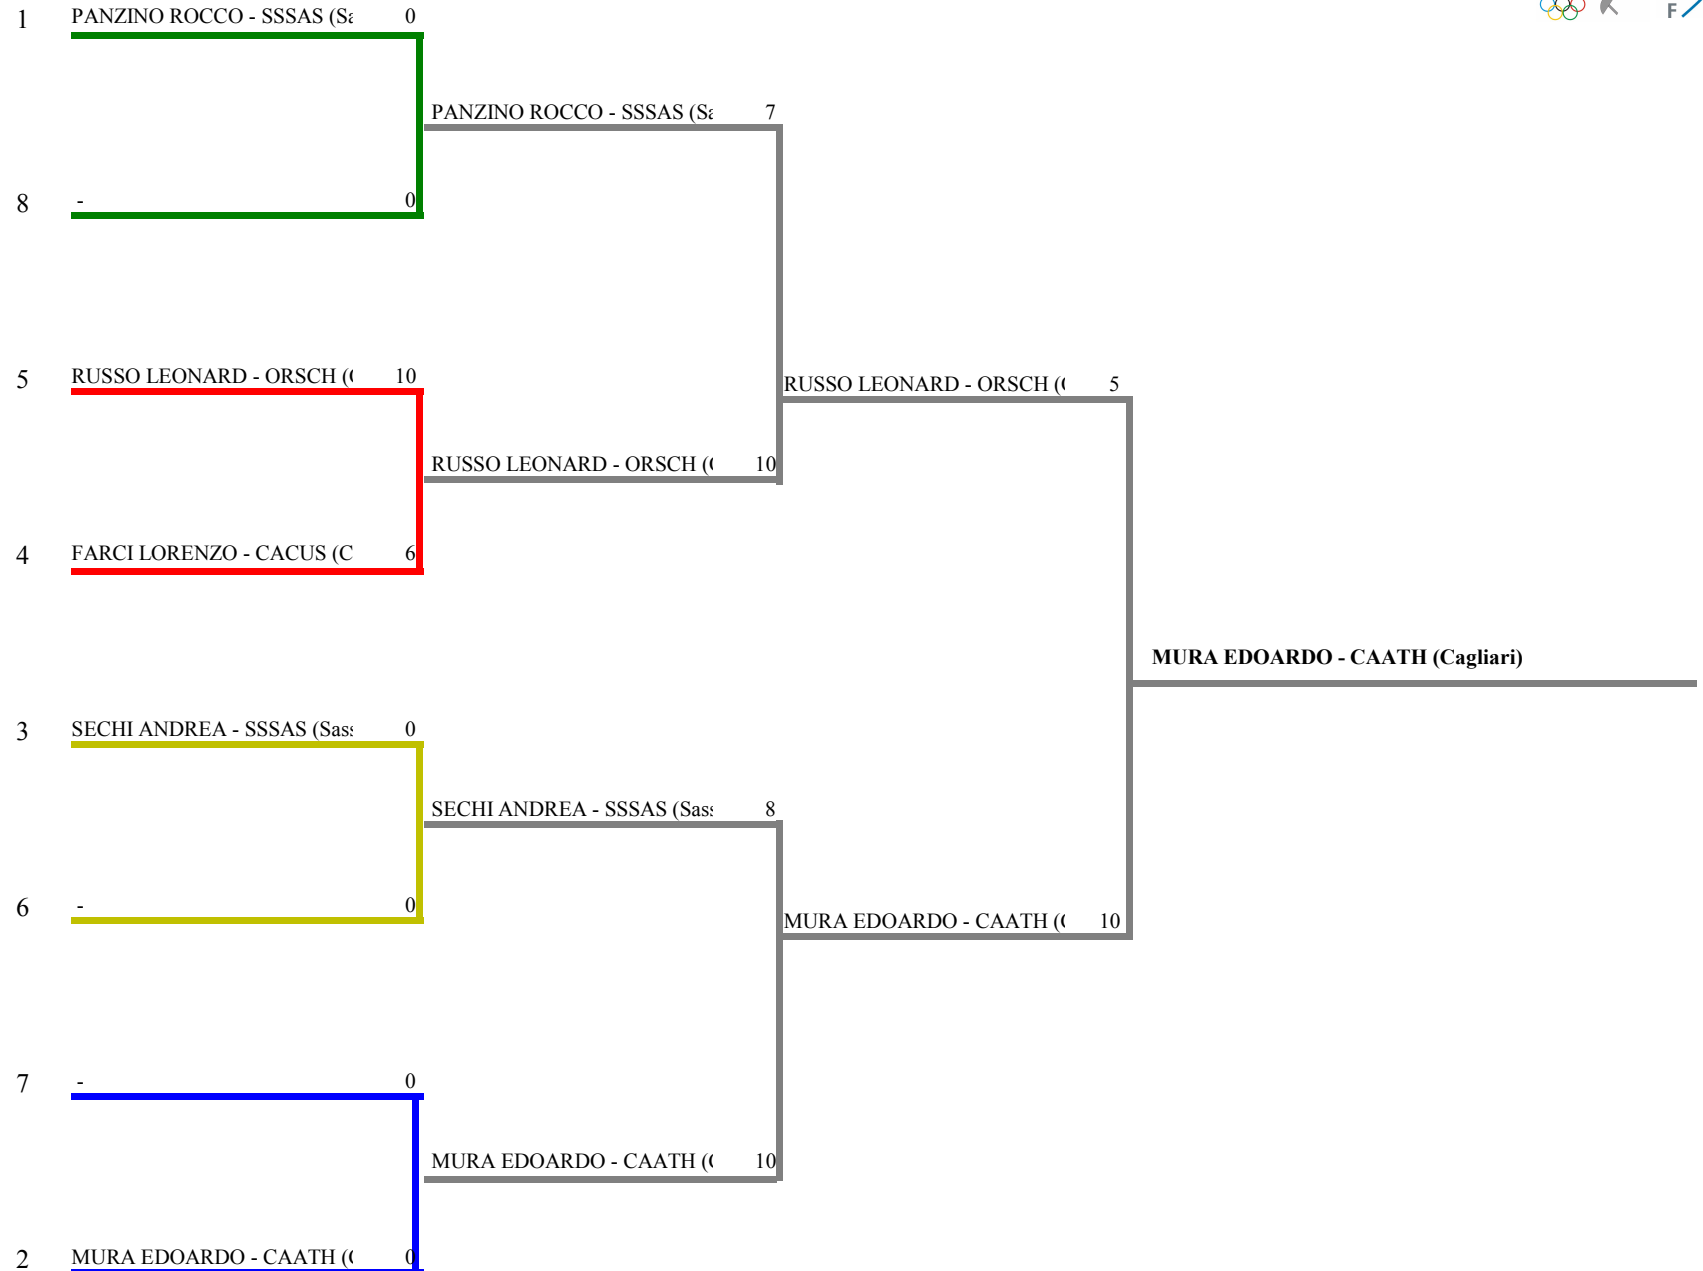 1 PANZINO ROCCO - SSSAS (Sa 0
PANZINO ROCCO - SSSAS (Sa 7
8 - 0
5 RUSSO LEONARD - ORSCH ( 10
RUSSO LEONARD - ORSCH ( 5
RUSSO LEONARD - ORSCH ( 10
4 FARCI LORENZO - CACUS (C 6
MURA EDOARDO - CAATH (Cagliari)
3 SECHI ANDREA - SSSAS (Sass 0
SECHI ANDREA - SSSAS (Sass 8
6 - 0
MURA EDOARDO - CAATH ( 10
7 - 0
MURA EDOARDO - CAATH ( 10
2 MURA EDOARDO - CAATH ( 0
F